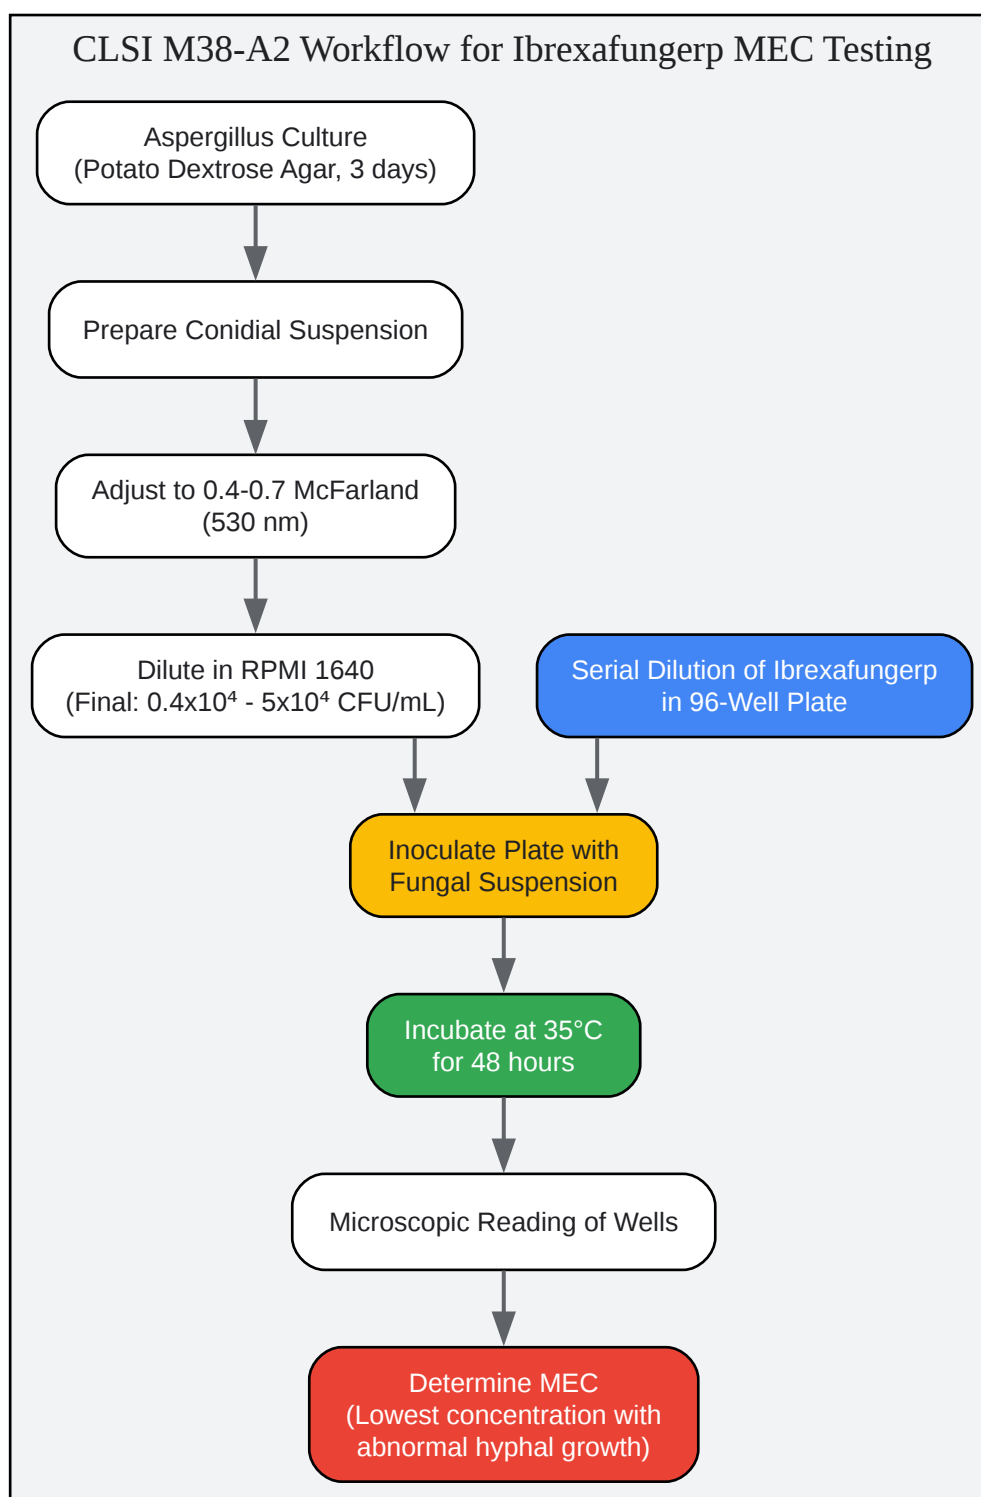 CLSI M38-A2 Workflow for Ibrexafungerp MEC Testing
Aspergillus Culture
(Potato Dextrose Agar, 3 days)
Prepare Conidial Suspension
Adjust to 0.4-0.7 McFarland
(530 nm)
Dilute in RPMI 1640
(Final: 0.4x10⁴ - 5x10⁴ CFU/mL)
Serial Dilution of Ibrexafungerp
in 96-Well Plate
Inoculate Plate with
Fungal Suspension
Incubate at 35°C
for 48 hours
Microscopic Reading of Wells
Determine MEC
(Lowest concentration with
abnormal hyphal growth)